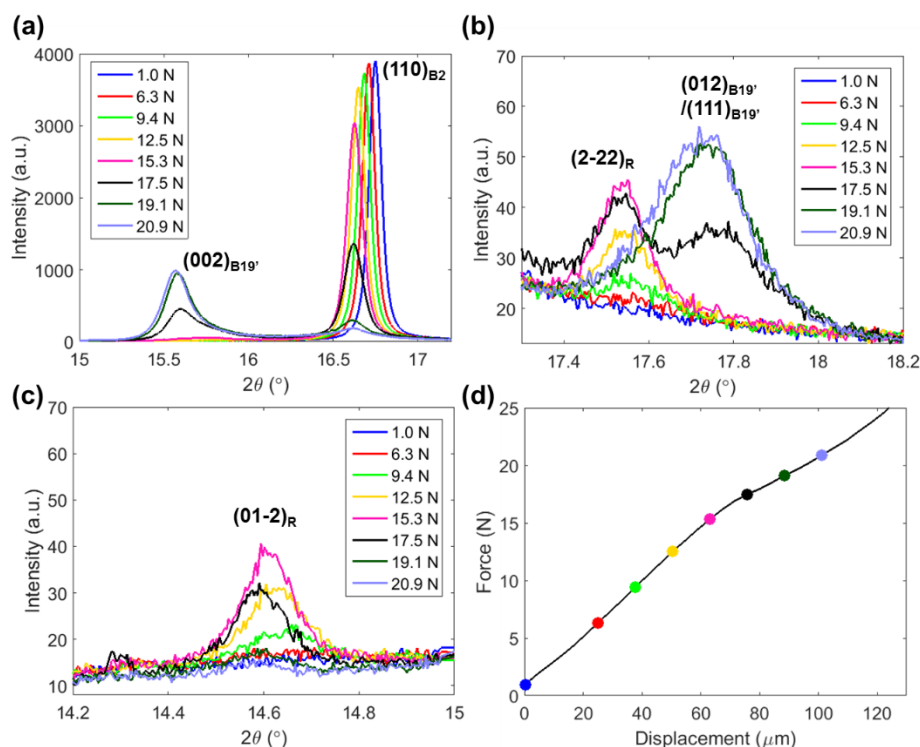 (a)
4000
3000
2000
1000
0
Intensity (a.u.)
15
15.5
16
16.5
17
2θ (°)
1.0 N
6.3 N
9.4 N
12.5 N
15.3 N
17.5 N
19.1 N
20.9 N
(110)B2
(002)B19'
(b)
70
60
50
40
30
20
Intensity (a.u.)
17.4
17.6
17.8
18
18.2
2θ (°)
(012)B19'
/(111)B19'
(2-22)R
1.0 N
6.3 N
9.4 N
12.5 N
15.3 N
17.5 N
19.1 N
20.9 N
(c)
70
60
50
40
30
20
10
Intensity (a.u.)
14.2
14.4
14.6
14.8
15
2θ (°)
(01-2)R
1.0 N
6.3 N
9.4 N
12.5 N
15.3 N
17.5 N
19.1 N
20.9 N
(d)
25
20
15
10
5
0
Force (N)
0
20
40
60
80
100
120
Displacement (μm)